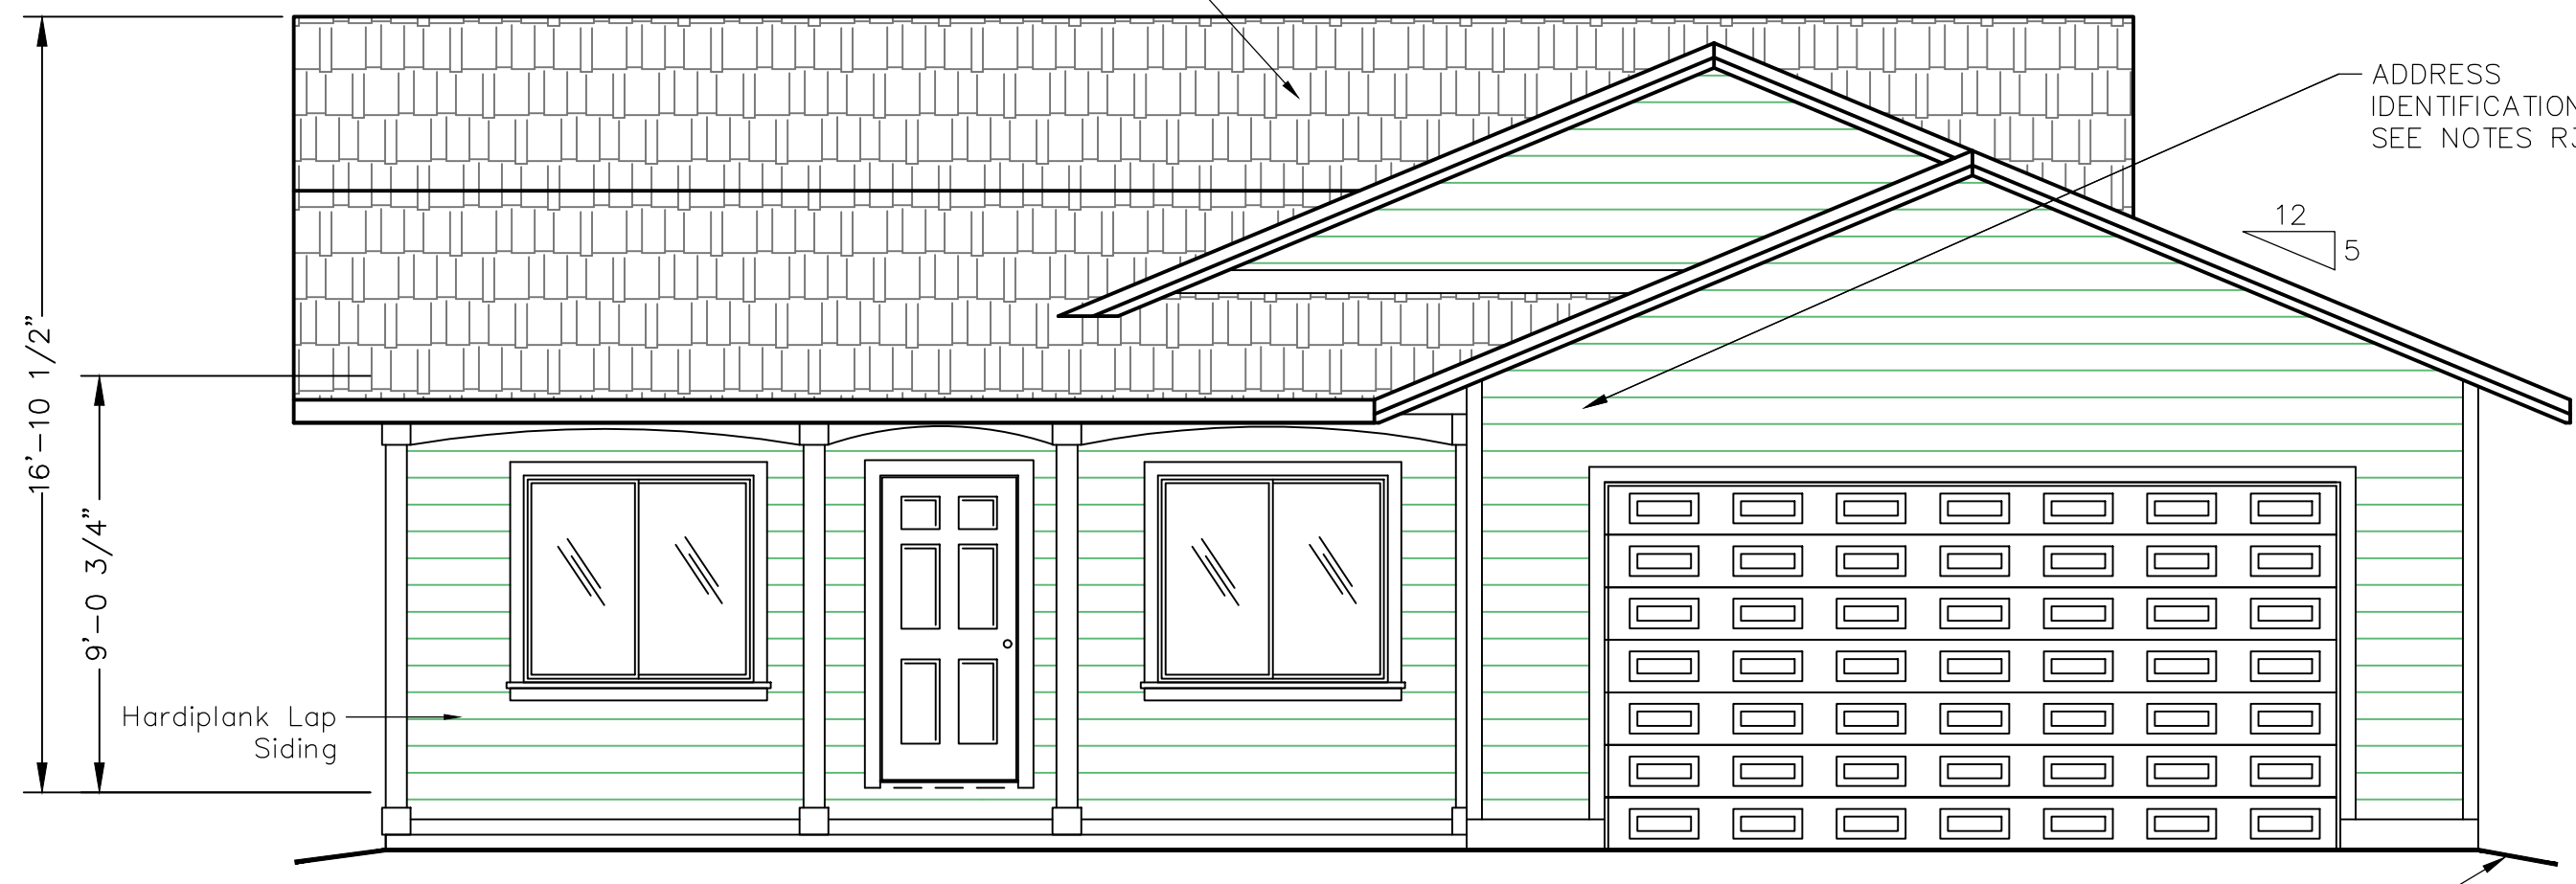 ADDRESS
IDENTIFICATION
SEE NOTES
12
5
16'-10 1/2"
9'-0 3/4"
Hardiplank Lap
Siding